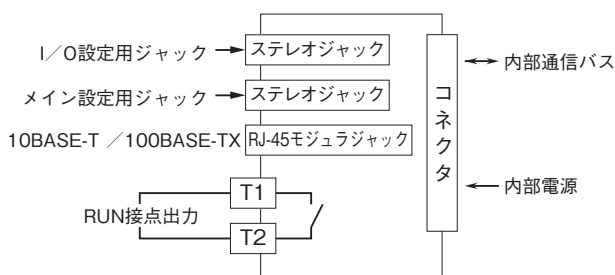 I／O設定用ジャック
ステレオジャック
メイン設定用ジャック
ステレオジャック
10BASE-T ／100BASE-TX
RJ-45モジュラジャック
T1
RUN接点出力
T2
コネクタ
内部通信バス
内部電源